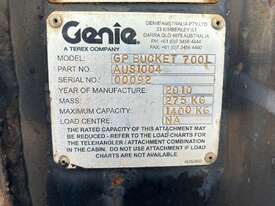 GENIE AUSTRALIA PTY LTD
33 KIMBERLEY ST
DARRA QLD 4076 AUSTRALIA
Genie
A TEREX COMPANY
MODEL: GP BUCKET 700L
PART NO: AUS1004
SERIAL NO: 00092
YEAR OF MANUFACTURE: 2010
MASS: 275 KG
MAXIMUM CAPACITY: 1400 KG
LOAD CENTRE: NA
THE RATED CAPACITY OF THIS ATTACHMENT MAY
BE REDUCED - REFER TO THE LOAD CHARTS FOR
THE TELEHANDLER / ATTACHMENT COMBINATION
IN THE CABIN. DO NOT USE ATTACHMENT IF LOAD
CHARTS ARE NOT AVAILABLE.